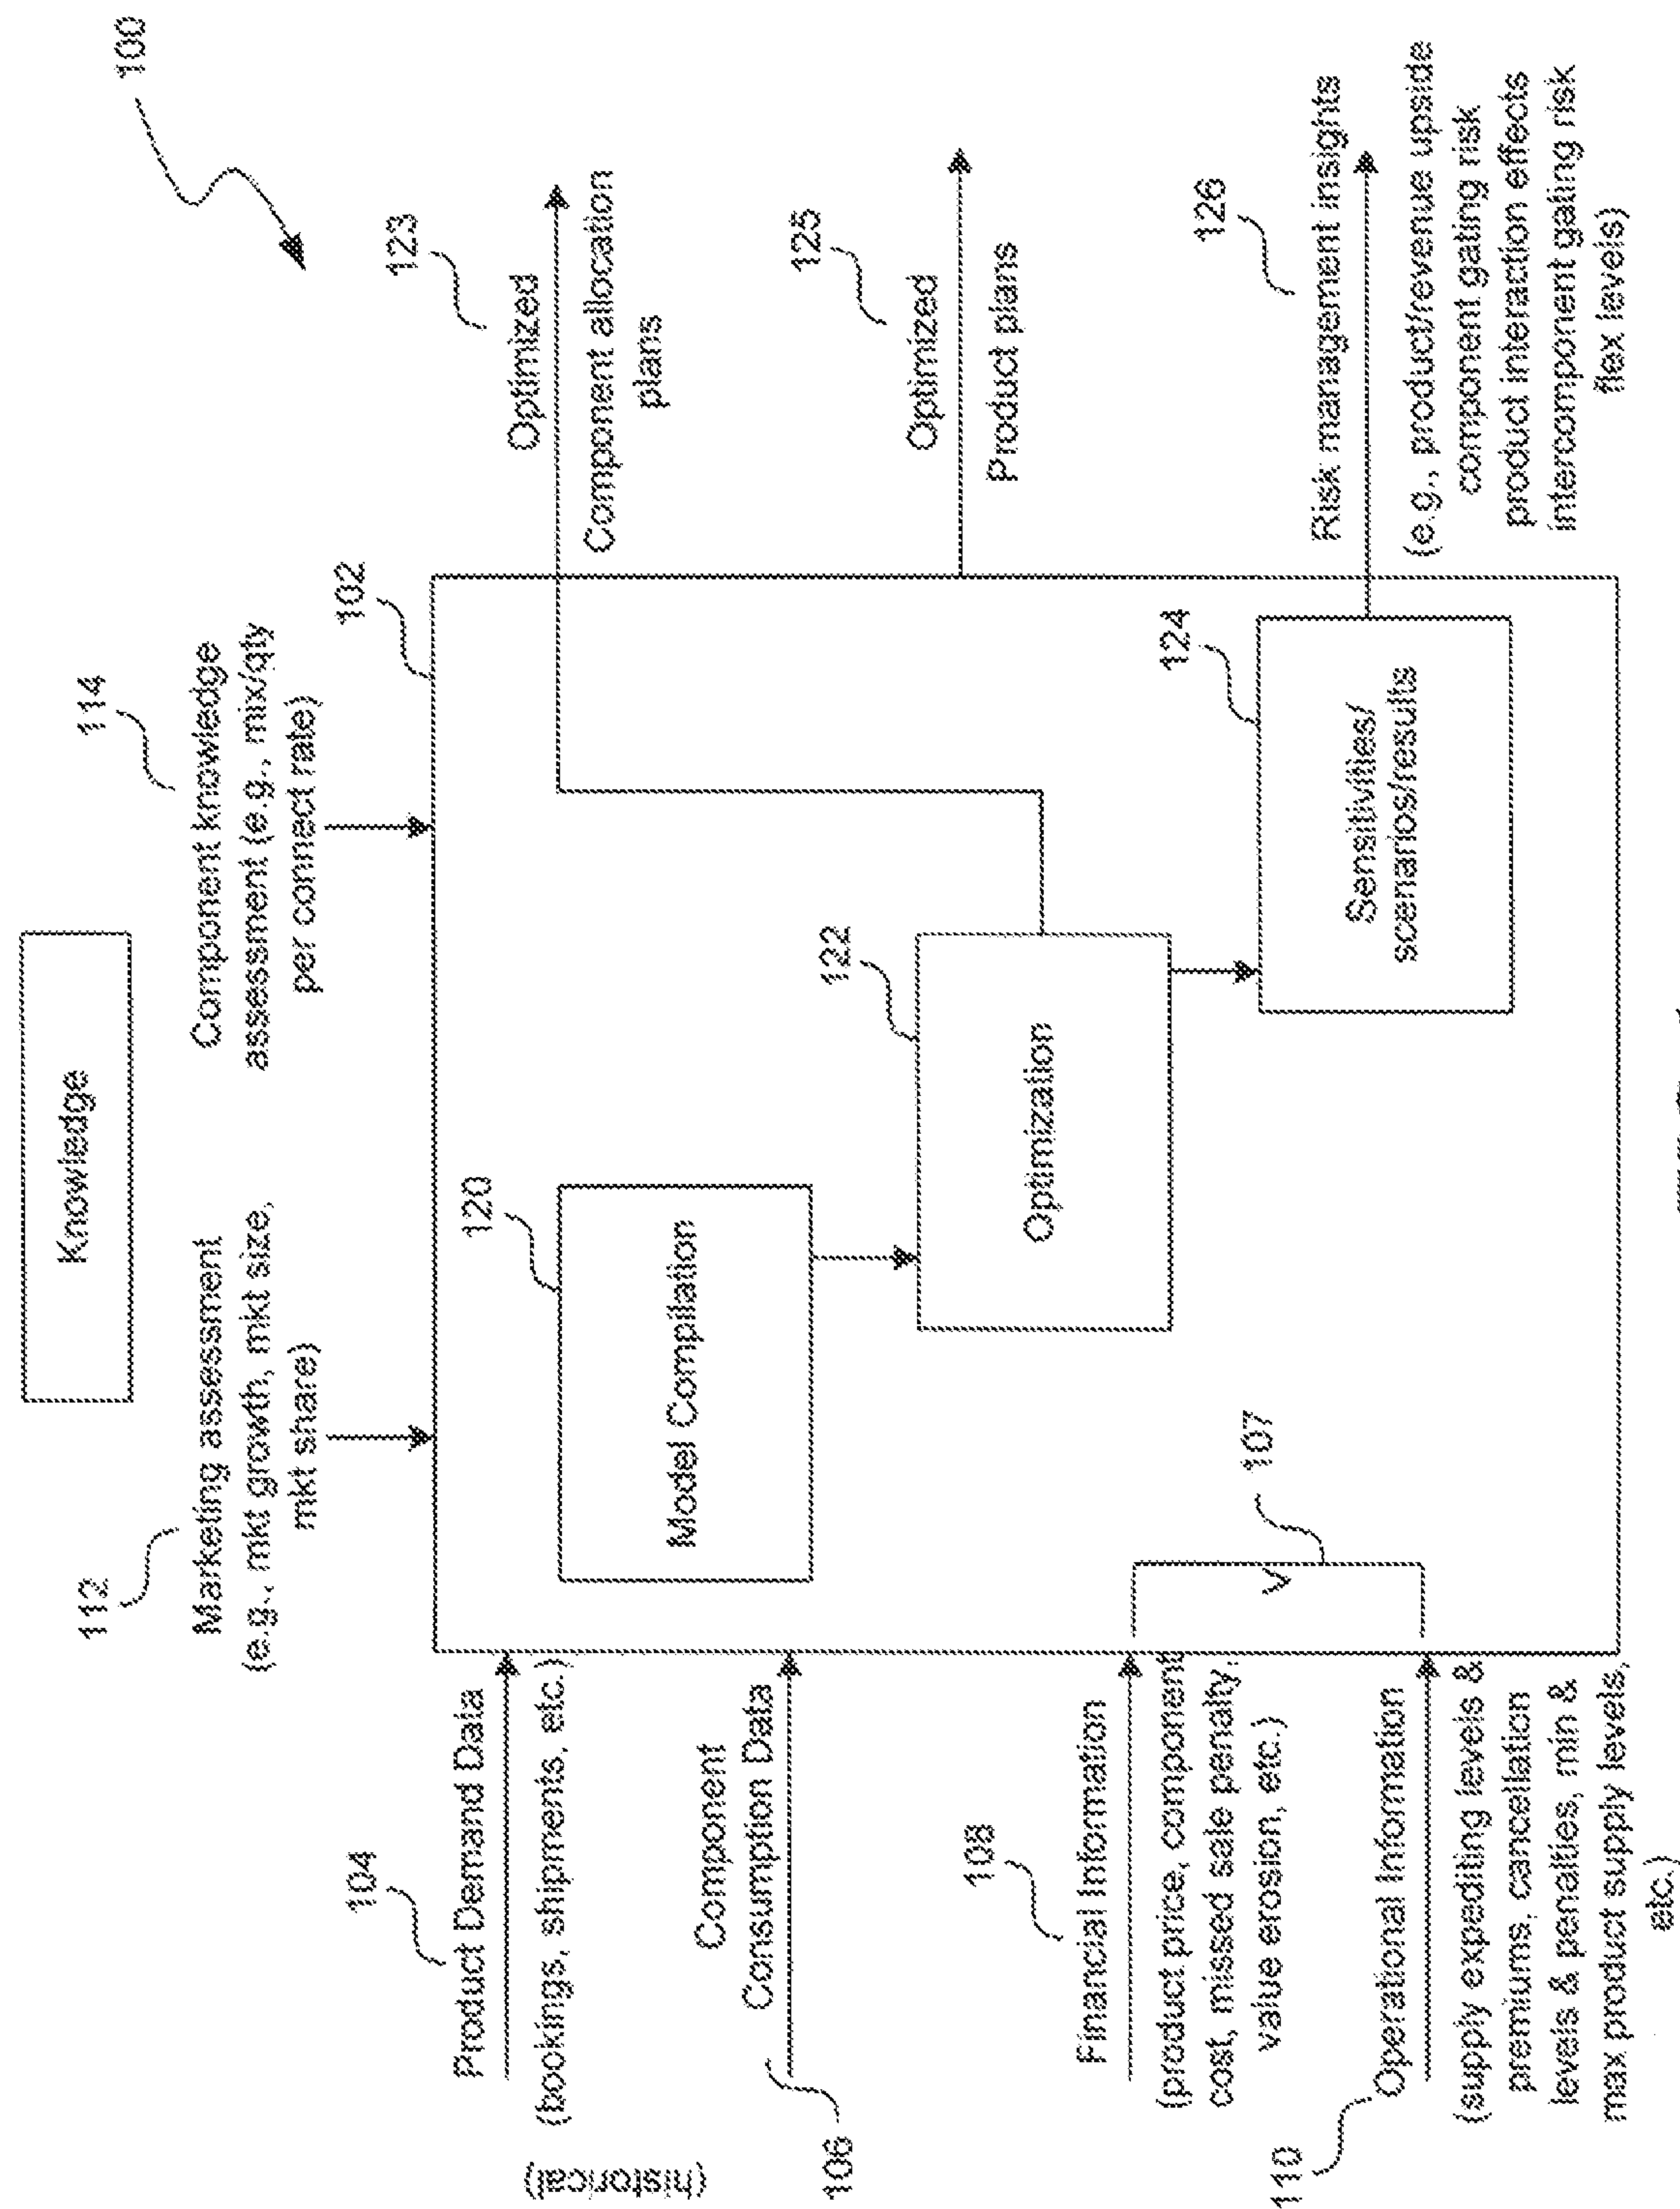 100
Knowledge
112
Marketing assessment
(e.g., mkt growth, mkt size,
mkt share)
114
Component knowledge
assessment (e.g., mix/qty
per connect rate)
102
(historical)
104
Product Demand Data
(bookings, shipments, etc.)
106
Component
Consumption Data
108
Financial Information
(product price, component
cost, missed sale penalty,
value erosion, etc.)
110
Operational Information
(supply expediting levels &
premiums, cancellation
levels & penalties, min &
max product supply levels,
etc.)
107
V
120
Model Compilation
122
Optimization
124
Sensitivities/
scenarios/results
123
Optimized
Component allocation
plans
125
Optimized
Product plans
126
Risk management insights
(e.g., product/revenue upside
component gating risk
product interaction effects
intercomponent gating risk
flex levels)